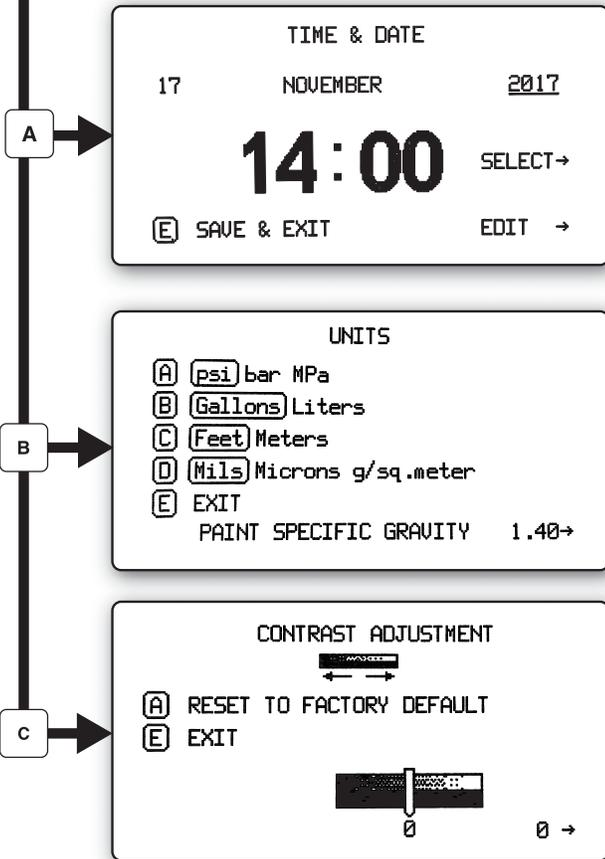 TIME & DATE
17 NOVEMBER 2017
A
14:00 SELECT→
E SAVE & EXIT EDIT →
UNITS
A psi bar MPa
B Gallons Liters
B
C Feet Meters
D Mils Microns g/sq.meter
E EXIT
PAINT SPECIFIC GRAVITY 1.40→
CONTRAST ADJUSTMENT
A RESET TO FACTORY DEFAULT
C
E EXIT
0 0 →